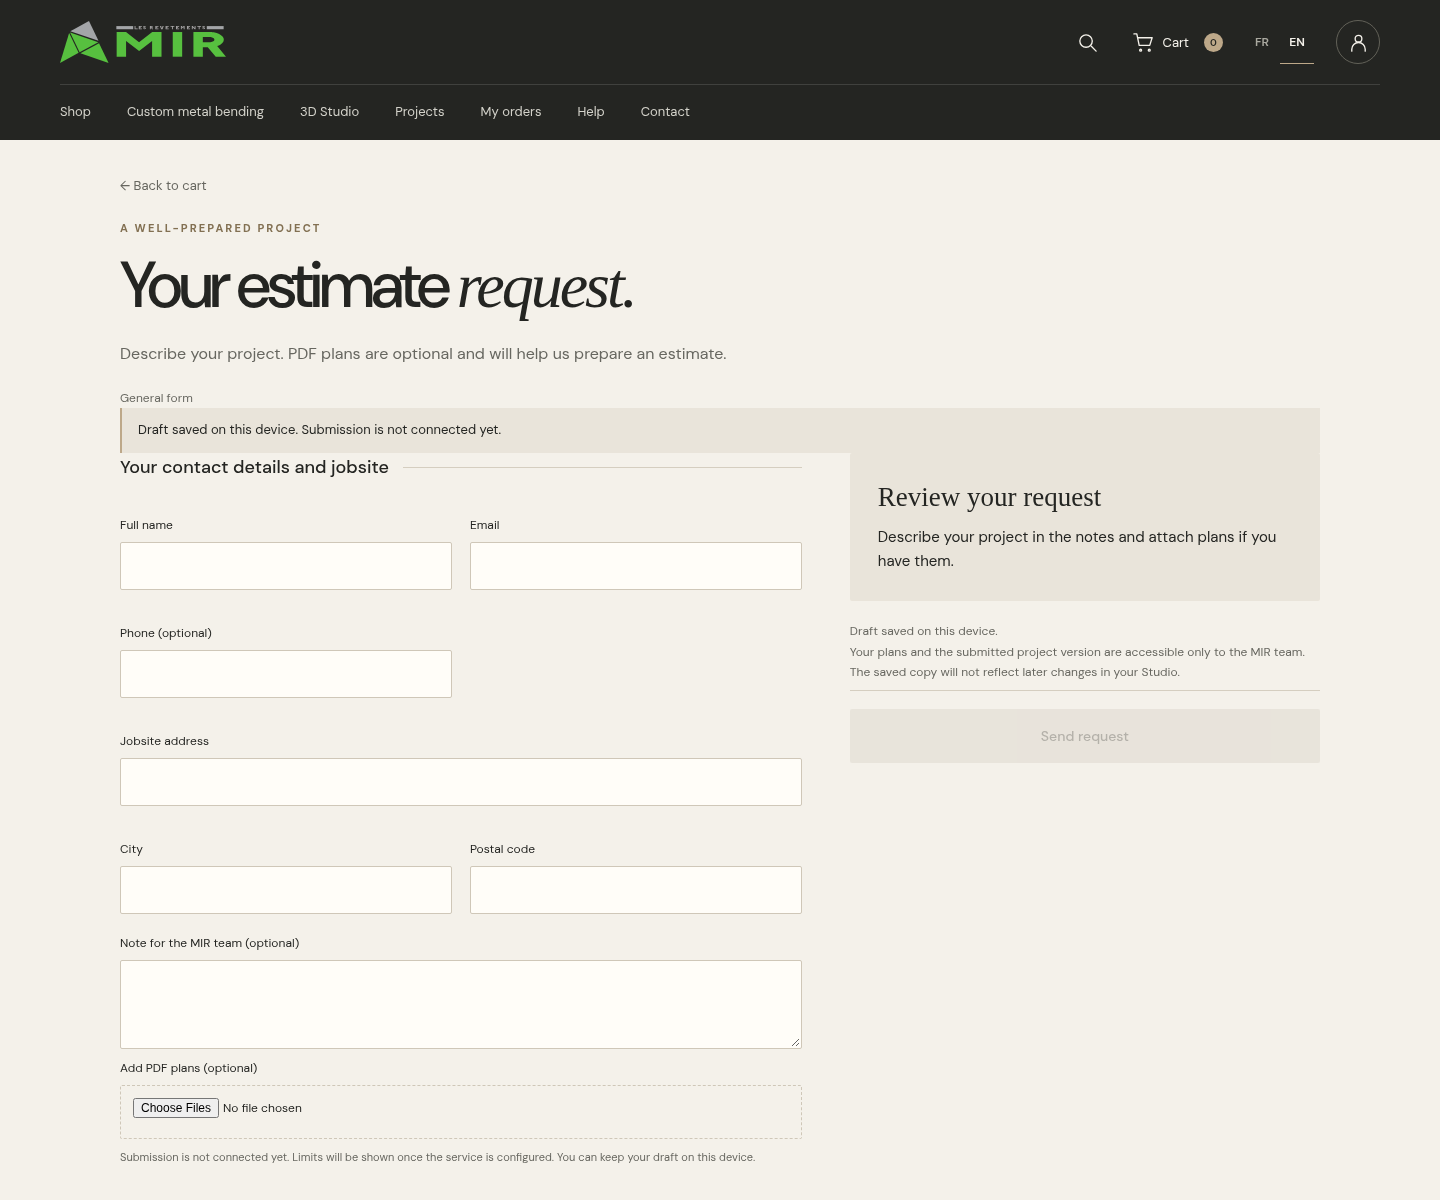 LES REVÊTEMENTS
MIR
Cart 0 FR EN
Shop Custom metal bending 3D Studio Projects My orders Help Contact
← Back to cart
A WELL-PREPARED PROJECT
Your estimate request.
Describe your project. PDF plans are optional and will help us prepare an estimate.
General form
Draft saved on this device. Submission is not connected yet.
Your contact details and jobsite
Full name Email
Phone (optional)
Jobsite address
City Postal code
Note for the MIR team (optional)
Add PDF plans (optional)
Choose Files No file chosen
Submission is not connected yet. Limits will be shown once the service is configured. You can keep your draft on this device.
Review your request
Describe your project in the notes and attach plans if you
have them.
Draft saved on this device.
Your plans and the submitted project version are accessible only to the MIR team.
The saved copy will not reflect later changes in your Studio.
Send request